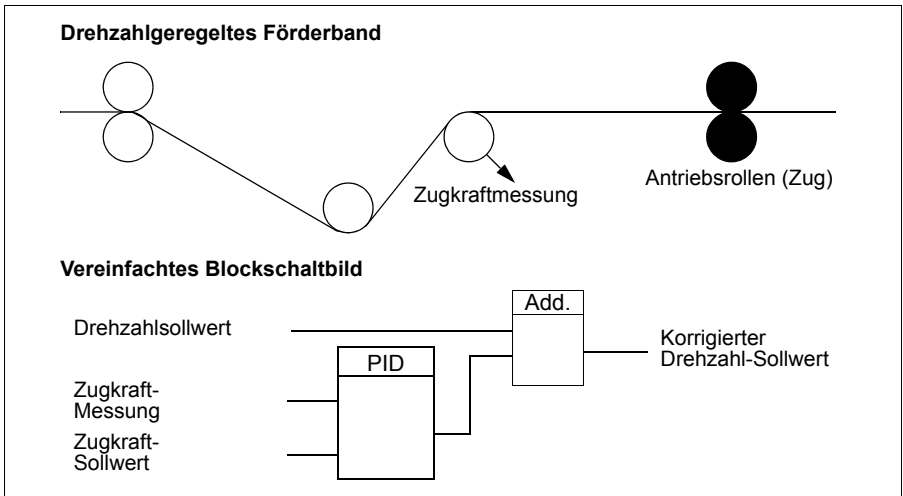 Drehzahlgeregeltes Förderband
Zugkraftmessung
Antriebsrollen (Zug)
Vereinfachtes Blockschaltbild
Add.
Drehzahlsollwert
Korrigierter
Drehzahl-Sollwert
PID
Zugkraft-
Messung
Zugkraft-
Sollwert